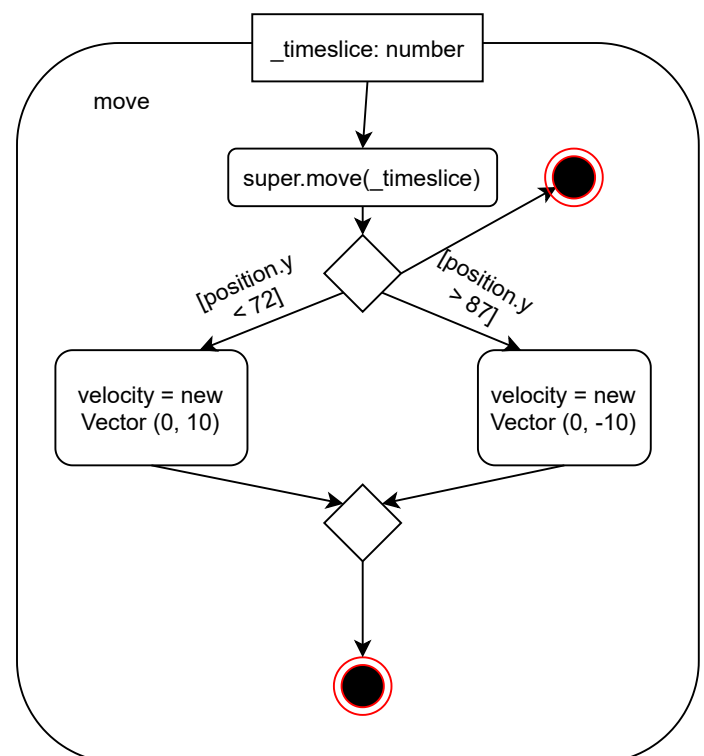 _timeslice: number
move
super.move(_timeslice)
[position.y
< 72]
[position.y
> 87]
velocity = new
Vector (0, 10)
velocity = new
Vector (0, -10)